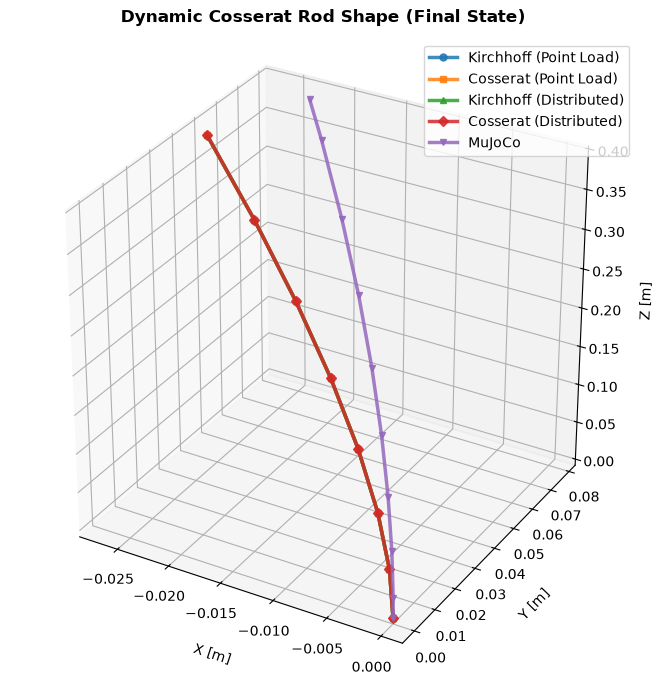 Dynamic Cosserat Rod Shape (Final State)
Kirchhoff (Point Load)
Cosserat (Point Load)
Kirchhoff (Distributed)
Cosserat (Distributed)
MuJoCo
0.40
0.35
0.30
0.25
0.20
0.15
0.10
0.05
0.00
Z [m]
0.08
0.07
0.06
0.05
0.04
0.03
0.02
0.01
0.00
Y [m]
−0.025
−0.020
−0.015
−0.010
−0.005
0.000
X [m]